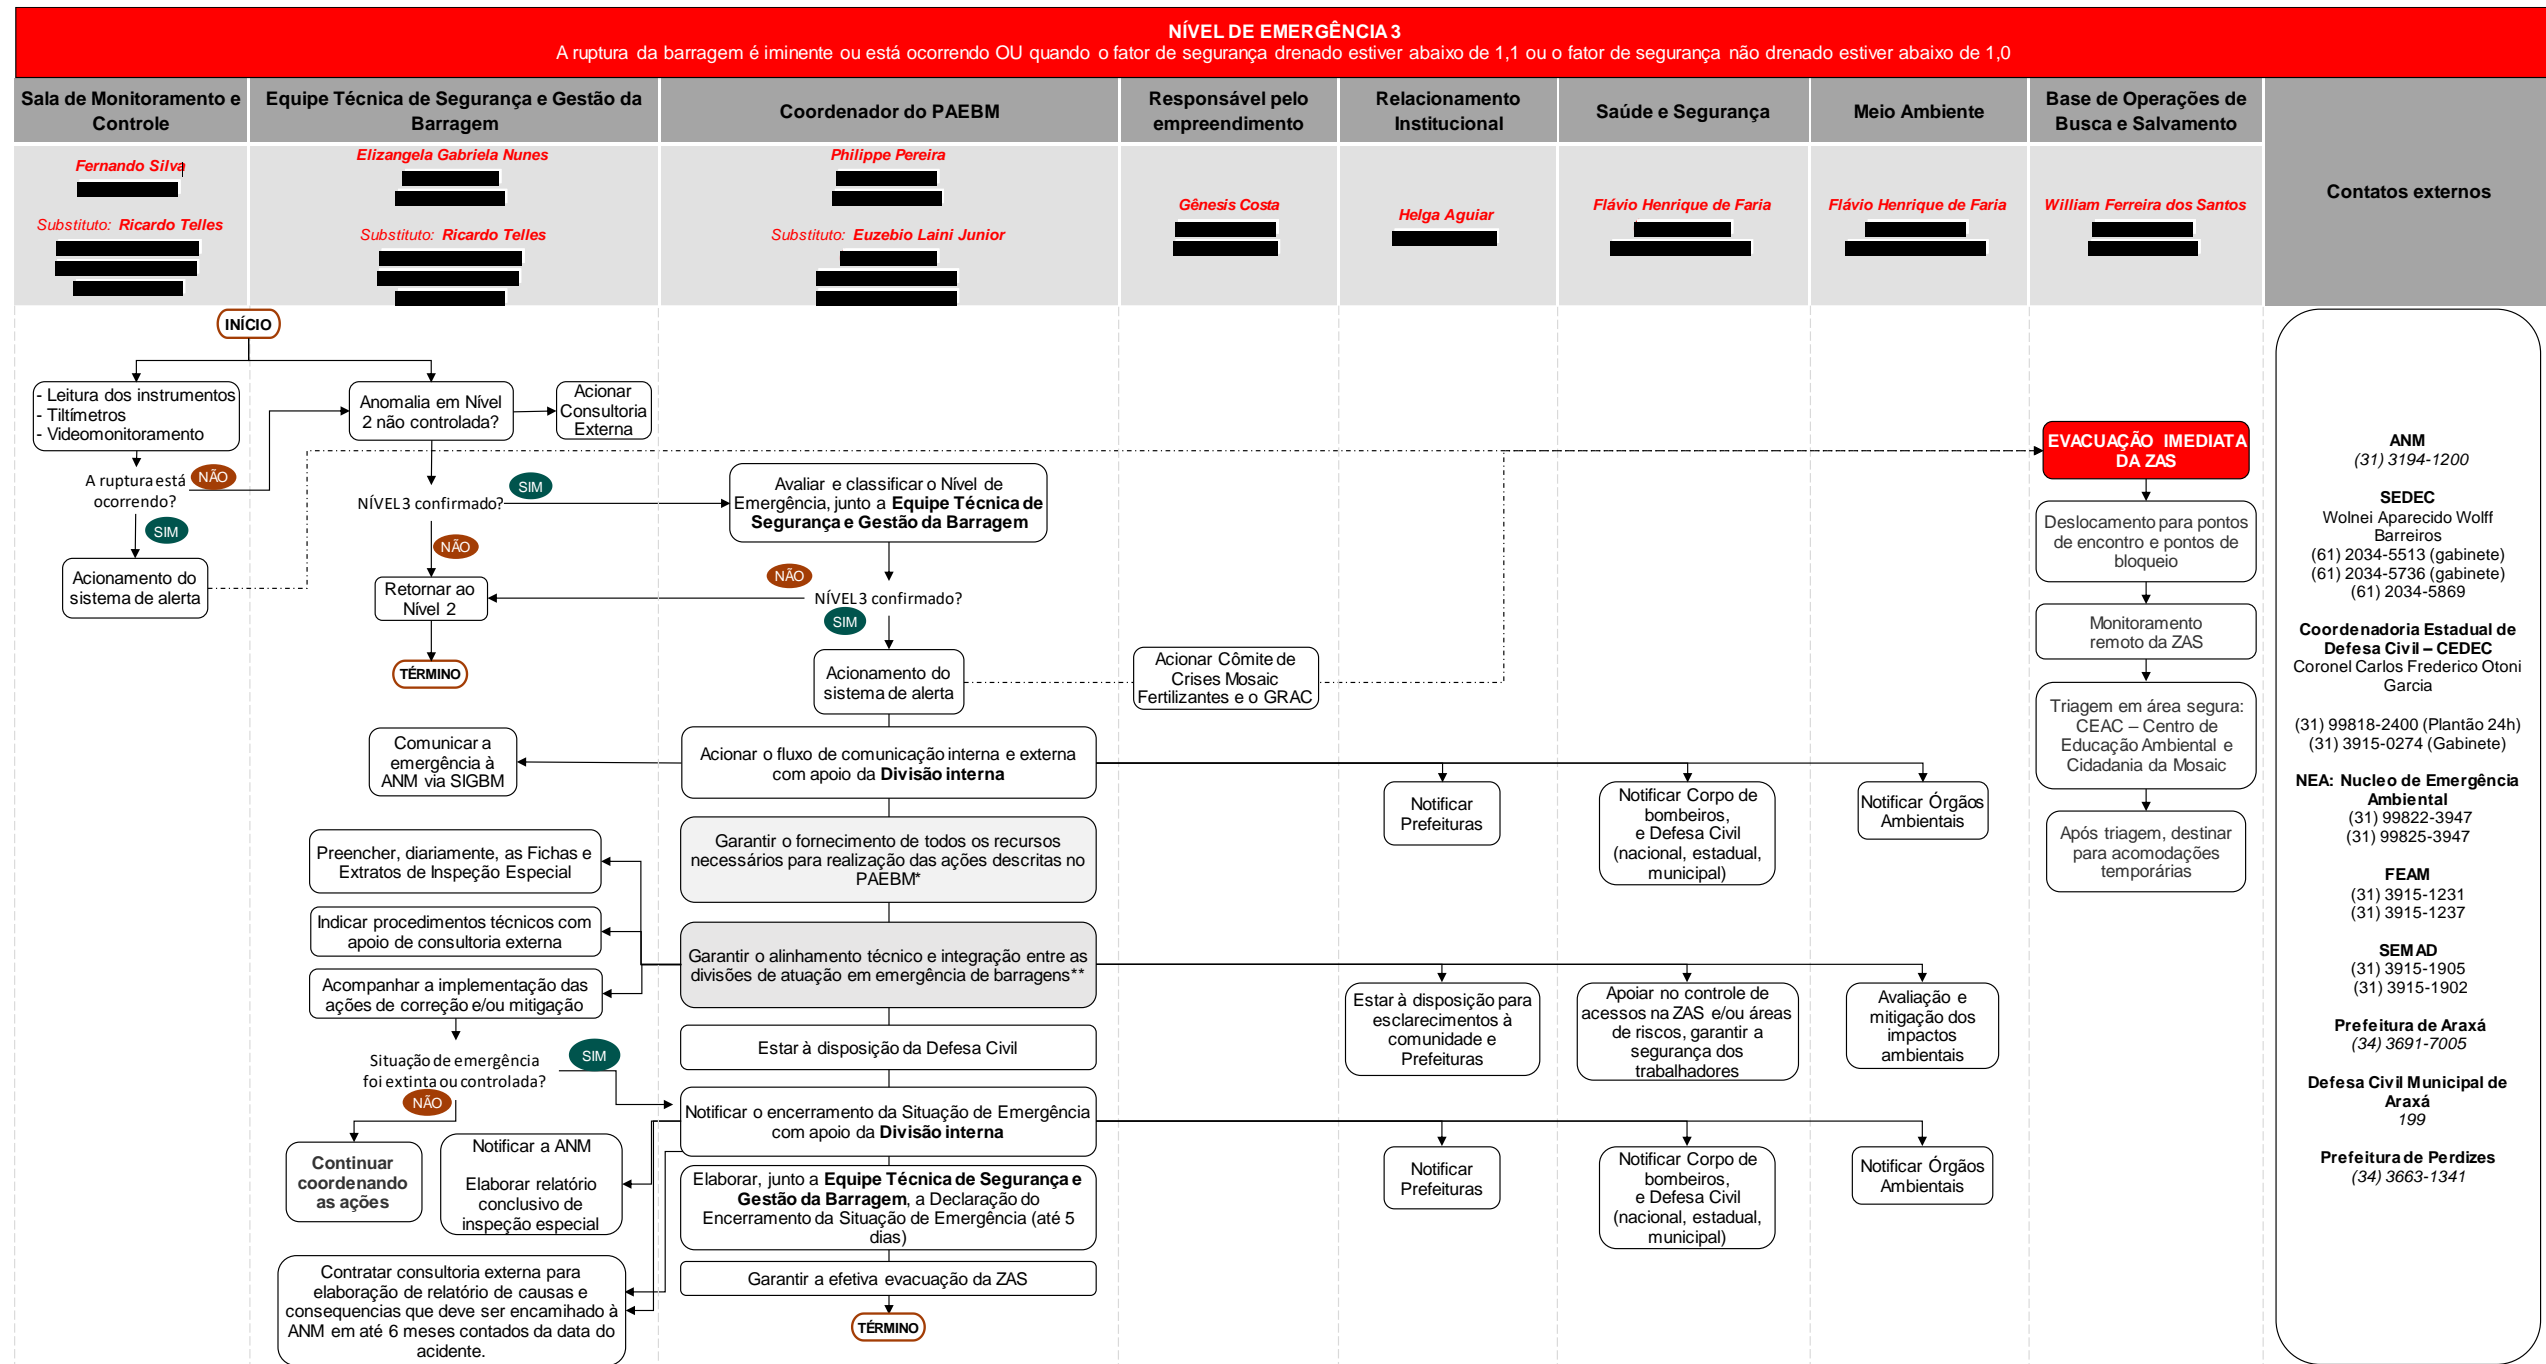 NÍVEL DE EMERGÊNCIA 3
A ruptura da barragem é iminente ou está ocorrendo OU quando o fator de segurança drenado estiver abaixo de 1,1 ou o fator de segurança não drenado estiver abaixo de 1,0
Sala de Monitoramento e
Controle
Equipe Técnica de Segurança e Gestão da
Barragem
Coordenador do PAEBM
Responsável pelo
empreendimento
Relacionamento
Institucional
Saúde e Segurança
Meio Ambiente
Base de Operações de
Busca e Salvamento
Contatos externos
Fernando Silva
Substituto: Ricardo Telles
Elizangela Gabriela Nunes
Substituto: Ricardo Telles
Philippe Pereira
Substituto: Euzebio Laini Junior
Gênesis Costa
Helga Aguiar
Flávio Henrique de Faria
Flávio Henrique de Faria
William Ferreira dos Santos
INÍCIO
- Leitura dos instrumentos
- Tiltímetros
- Videomonitoramento
A ruptura está
ocorrendo?
NÃO
SIM
Acionamento do
sistema de alerta
Anomalia em Nível
2 não controlada?
Acionar
Consultoria
Externa
NÍVEL 3 confirmado?
SIM
NÃO
Retornar ao
Nível 2
TÉRMINO
Avaliar e classificar o Nível de
Emergência, junto a Equipe Técnica de
Segurança e Gestão da Barragem
NÃO
NÍVEL 3 confirmado?
SIM
Acionamento do
sistema de alerta
Acionar Cômite de
Crises Mosaic
Fertilizantes e o GRAC
EVACUAÇÃO IMEDIATA
DA ZAS
Deslocamento para pontos
de encontro e pontos de
bloqueio
Monitoramento
remoto da ZAS
Triagem em área segura:
CEAC – Centro de
Educação Ambiental e
Cidadania da Mosaic
Após triagem, destinar
para acomodações
temporárias
Comunicar a
emergência à
ANM via SIGBM
Acionar o fluxo de comunicação interna e externa
com apoio da Divisão interna
Notificar
Prefeituras
Notificar Corpo de
bombeiros,
e Defesa Civil
(nacional, estadual,
municipal)
Notificar Órgãos
Ambientais
Garantir o fornecimento de todos os recursos
necessários para realização das ações descritas no
PAEBM*
Preencher, diariamente, as Fichas e
Extratos de Inspeção Especial
Indicar procedimentos técnicos com
apoio de consultoria externa
Acompanhar a implementação das
ações de correção e/ou mitigação
Garantir o alinhamento técnico e integração entre as
divisões de atuação em emergência de barragens**
Estar à disposição para
esclarecimentos à
comunidade e
Prefeituras
Apoiar no controle de
acessos na ZAS e/ou áreas
de riscos, garantir a
segurança dos
trabalhadores
Avaliação e
mitigação dos
impactos
ambientais
Estar à disposição da Defesa Civil
Situação de emergência
foi extinta ou controlada?
SIM
NÃO
Continuar
coordenando
as ações
Notificar a ANM
Elaborar relatório
conclusivo de
inspeção especial
Notificar o encerramento da Situação de Emergência
com apoio da Divisão interna
Notificar
Prefeituras
Notificar Corpo de
bombeiros,
e Defesa Civil
(nacional, estadual,
municipal)
Notificar Órgãos
Ambientais
Elaborar, junto a Equipe Técnica de Segurança e
Gestão da Barragem, a Declaração do
Encerramento da Situação de Emergência (até 5
dias)
Contratar consultoria externa para
elaboração de relatório de causas e
consequencias que deve ser encamihado à
ANM em até 6 meses contados da data do
acidente.
Garantir a efetiva evacuação da ZAS
TÉRMINO
ANM
(31) 3194-1200
SEDEC
Wolnei Aparecido Wolff
Barreiros
(61) 2034-5513 (gabinete)
(61) 2034-5736 (gabinete)
(61) 2034-5869
Coordenadoria Estadual de
Defesa Civil – CEDEC
Coronel Carlos Frederico Otoni
Garcia
(31) 99818-2400 (Plantão 24h)
(31) 3915-0274 (Gabinete)
NEA: Nucleo de Emergência
Ambiental
(31) 99822-3947
(31) 99825-3947
FEAM
(31) 3915-1231
(31) 3915-1237
SEMAD
(31) 3915-1905
(31) 3915-1902
Prefeitura de Araxá
(34) 3691-7005
Defesa Civil Municipal de
Araxá
199
Prefeitura de Perdizes
(34) 3663-1341